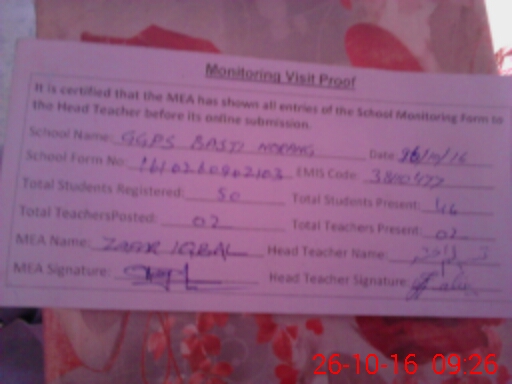 Monitoring Visit Proof
It is certified that the MEA has shown all entries of the School Monitoring Form to
the Head Teacher before its online submission.
School Name: GGPS BASTI NORANG Date: 26/10/16
School Form No: EMIS Code:
Total Students Registered: 50 Total Students Present: 46
Total TeachersPosted: 02 Total Teachers Present: 02
MEA Name: ZAFAR IQBAL Head Teacher Name:
MEA Signature: Head Teacher Signature:
26-10-16 09:26